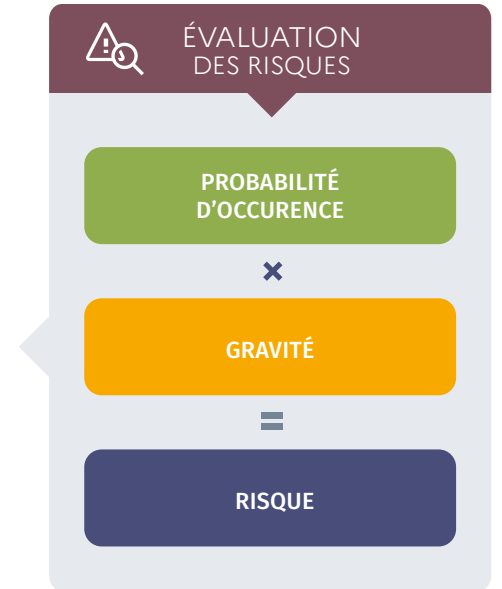 ÉVALUATION
DES RISQUES
PROBABILITÉ
D'OCCURENCE
×
GRAVITÉ
=
RISQUE